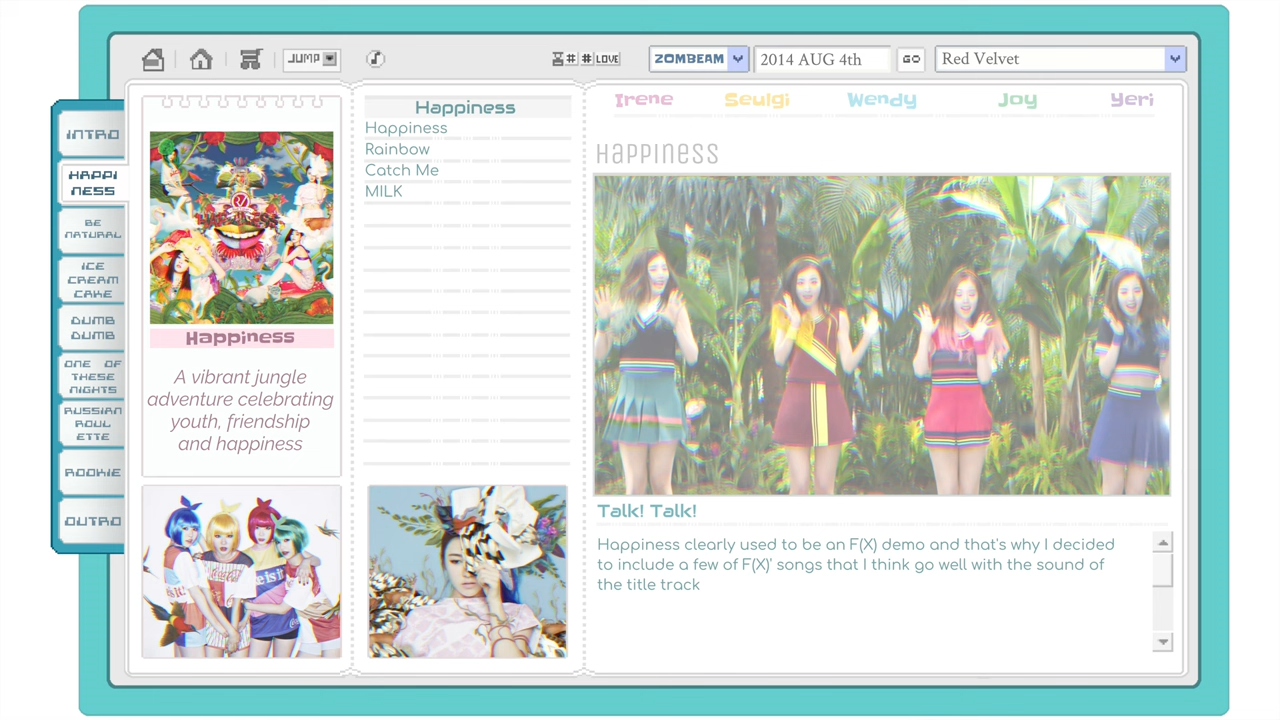 JUMP
# # LOVE
ZOMBEAM
2014 AUG 4th
GO
Red Velvet
INTRO
HAPPI
NESS
BE
NATURAL
ICE
CREAM
CAKE
DUMB
DUMB
ONE OF
THESE
NIGHTS
RUSSIAN
ROUL
ETTE
ROOKIE
OUTRO
Happiness
A vibrant jungle
adventure celebrating
youth, friendship
and happiness
Happiness
Happiness
Rainbow
Catch Me
MILK
Irene Seulgi Wendy Joy Yeri
HAPPINESS
Talk! Talk!
Happiness clearly used to be an F(X) demo and that's why I decided
to include a few of F(X)' songs that I think go well with the sound of
the title track